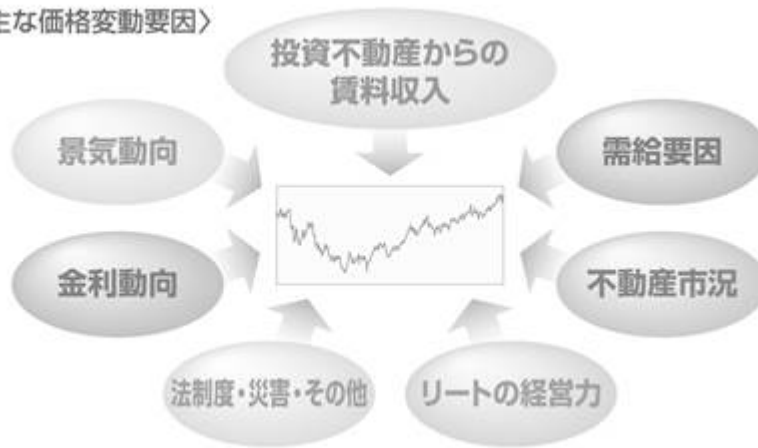 主な価格変動要因〉
投資不動産からの
賃料収入
景気動向
需給要因
金利動向
不動産市況
法制度・災害・その他
リートの経営力